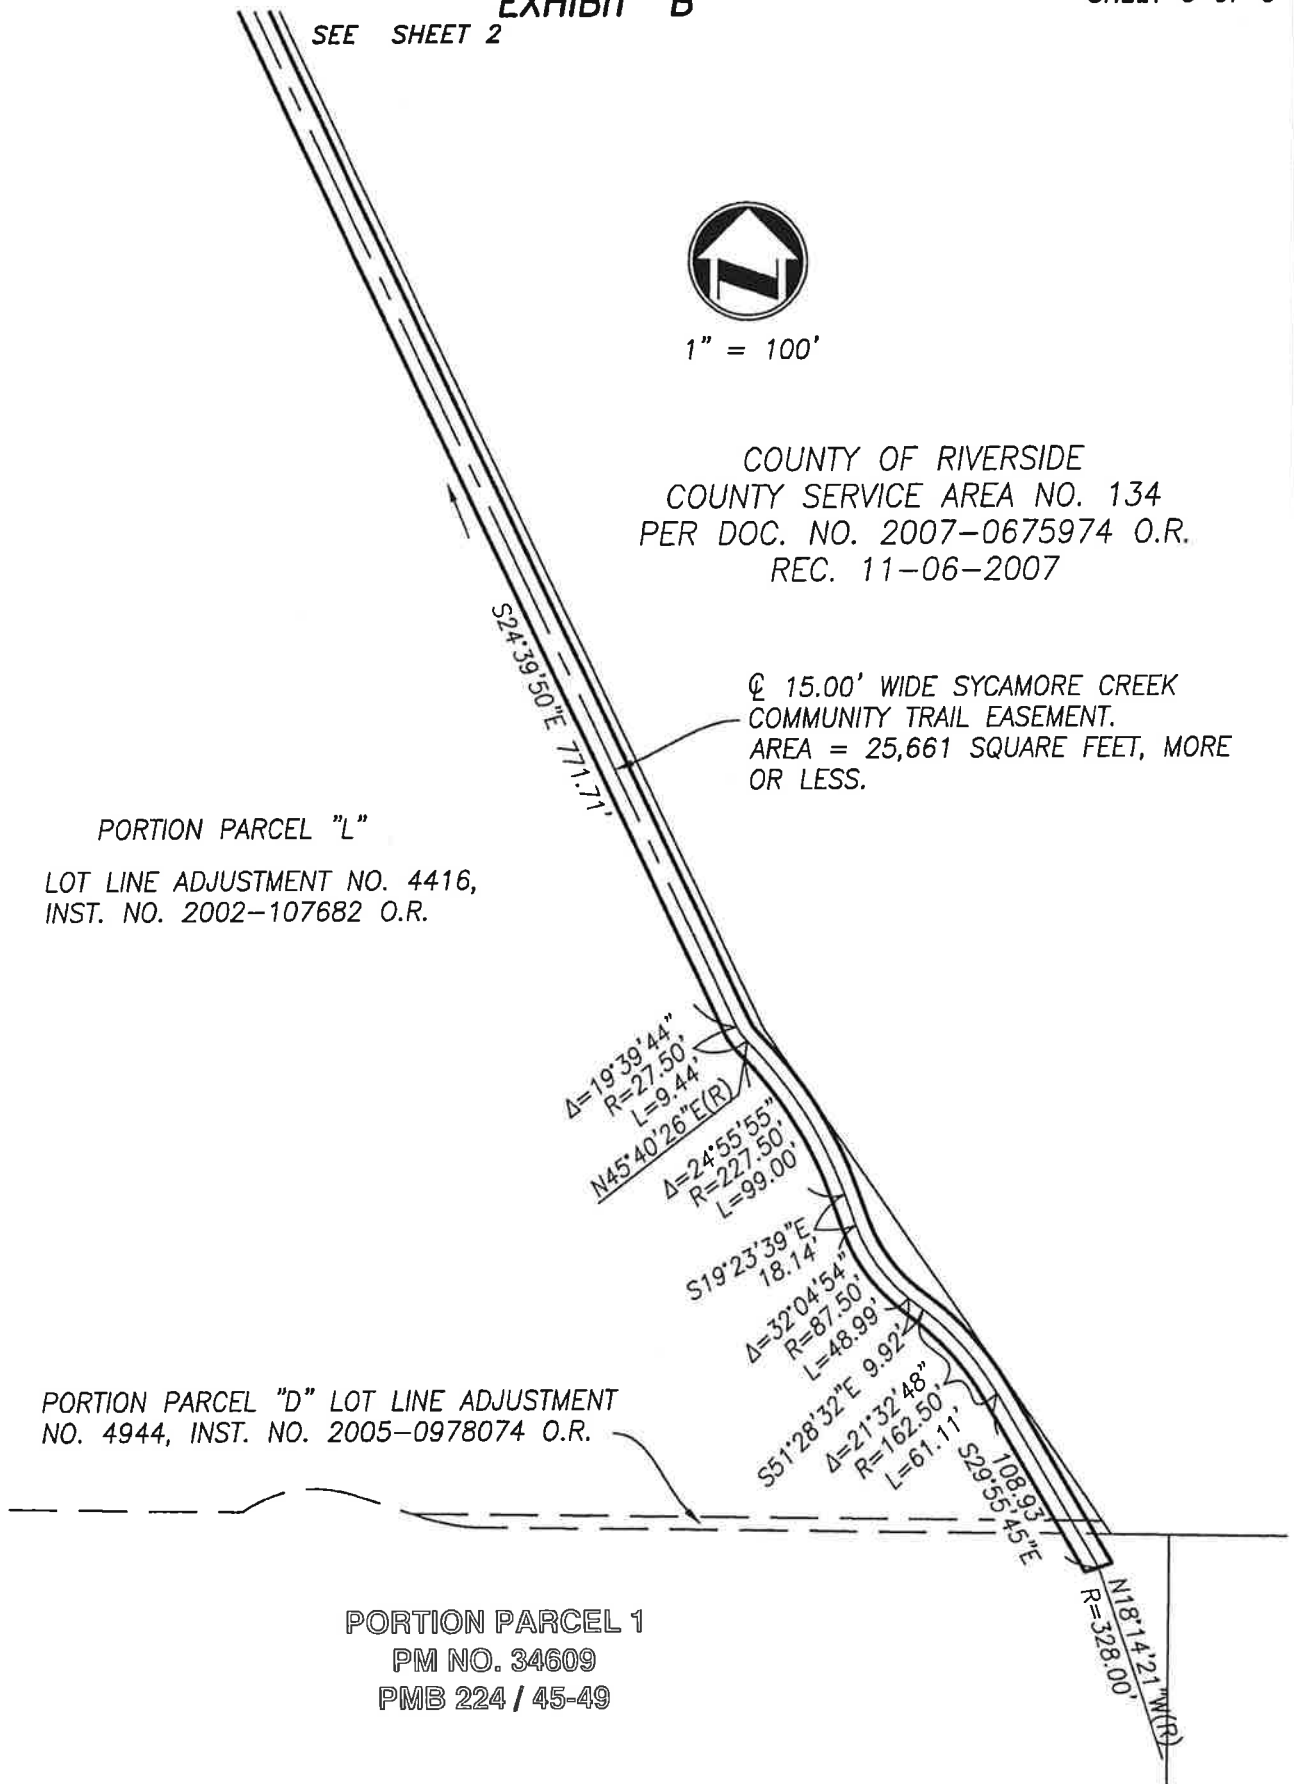 EXHIBIT "B"
SEE SHEET 2
1" = 100'
COUNTY OF RIVERSIDE
COUNTY SERVICE AREA NO. 134
PER DOC. NO. 2007-0675974 O.R.
REC. 11-06-2007
S24°39'50"E 771.71'
℄ 15.00' WIDE SYCAMORE CREEK
COMMUNITY TRAIL EASEMENT.
AREA = 25,661 SQUARE FEET, MORE
OR LESS.
PORTION PARCEL "L"
LOT LINE ADJUSTMENT NO. 4416,
INST. NO. 2002-107682 O.R.
Δ=19°39'44"
R=27.50'
L=9.44'
N45°40'26"E(R)
Δ=24°55'55"
R=227.50'
L=99.00'
S19°23'39"E
18.14'
Δ=32°04'54"
R=87.50'
L=48.99'
S51°28'32"E 9.92'
Δ=21°32'48"
R=162.50'
L=61.11'
108.93'
S29°55'45"E
PORTION PARCEL "D" LOT LINE ADJUSTMENT
NO. 4944, INST. NO. 2005-0978074 O.R.
N18°14'21"W(R)
R=328.00'
PORTION PARCEL 1
PM NO. 34609
PMB 224 / 45-49